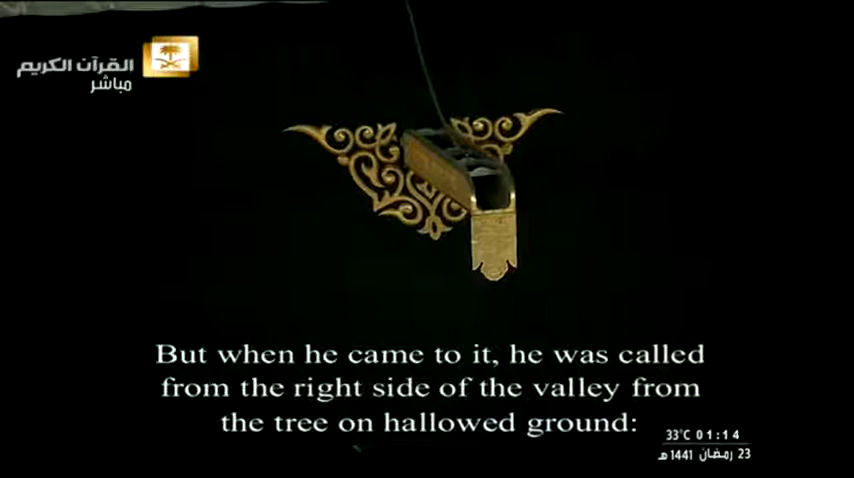 القرآن الكريم
مباشر
But when he came to it, he was called
from the right side of the valley from
the tree on hallowed ground:
33°C 01:14
23 رمضان 1441 هـ